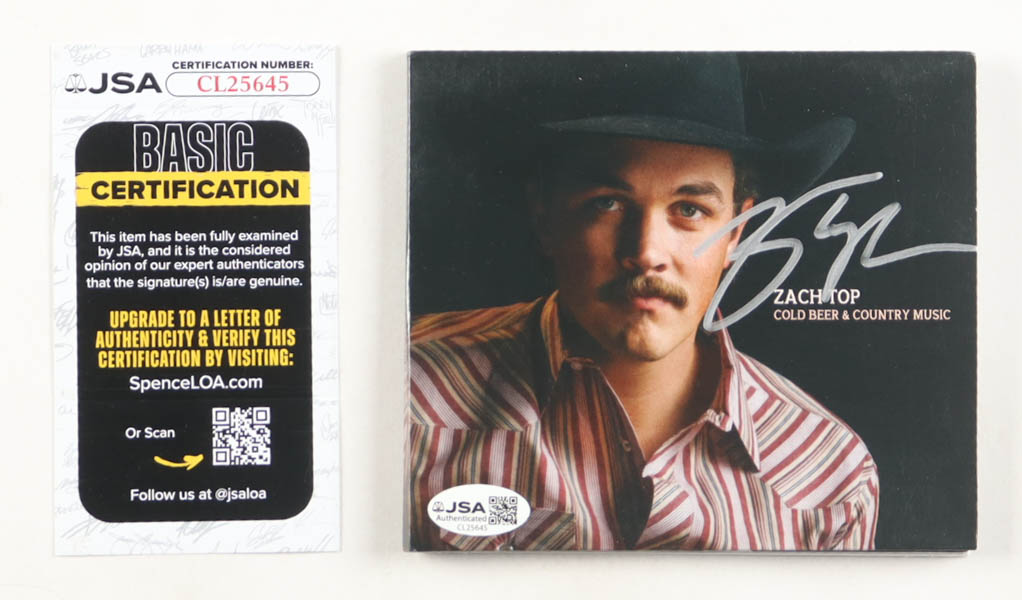 CERTIFICATION NUMBER:
JSA CL25645
BASIC
CERTIFICATION
This item has been fully examined
by JSA, and it is the considered
opinion of our expert authenticators
that the signature(s) is/are genuine.
UPGRADE TO A LETTER OF
AUTHENTICITY & VERIFY THIS
CERTIFICATION BY VISITING:
SpenceLOA.com
Or Scan
Follow us at @jsaloa
ZACH TOP
COLD BEER & COUNTRY MUSIC
JSA
Authenticated
CL25645